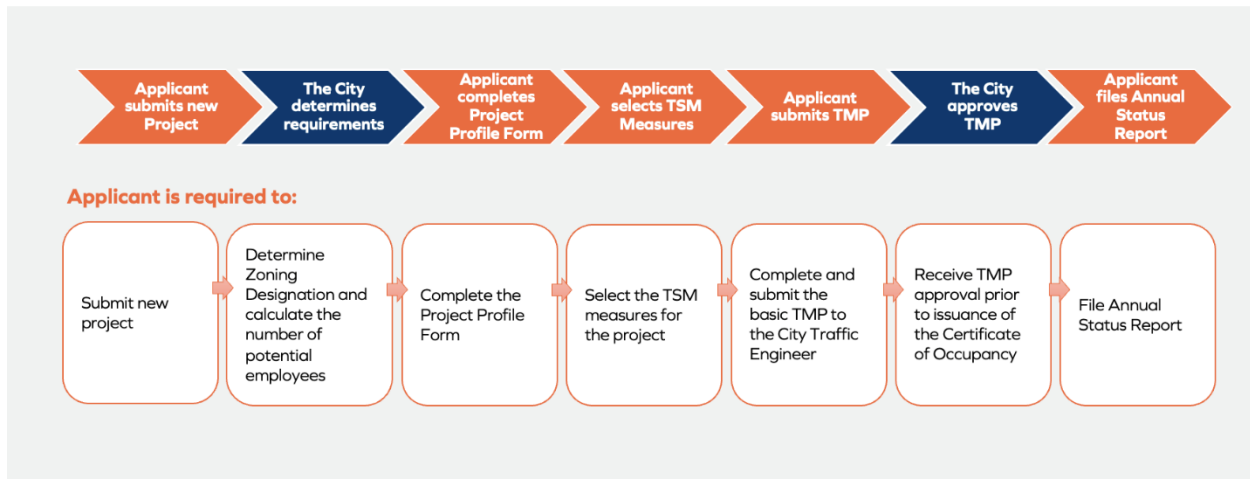 Applicant
submits new
Project
The City
determines
requirements
Applicant
completes
Project
Profile Form
Applicant
selects TSM
Measures
Applicant
submits TMP
The City
approves
TMP
Applicant
files Annual
Status
Report
Applicant is required to:
Submit new
project
Determine
Zoning
Designation and
calculate the
number of
potential
employees
Complete the
Project Profile
Form
Select the TSM
measures for
the project
Complete and
submit the
basic TMP to
the City Traffic
Engineer
Receive TMP
approval prior
to issuance of
the Certificate
of Occupancy
File Annual
Status Report